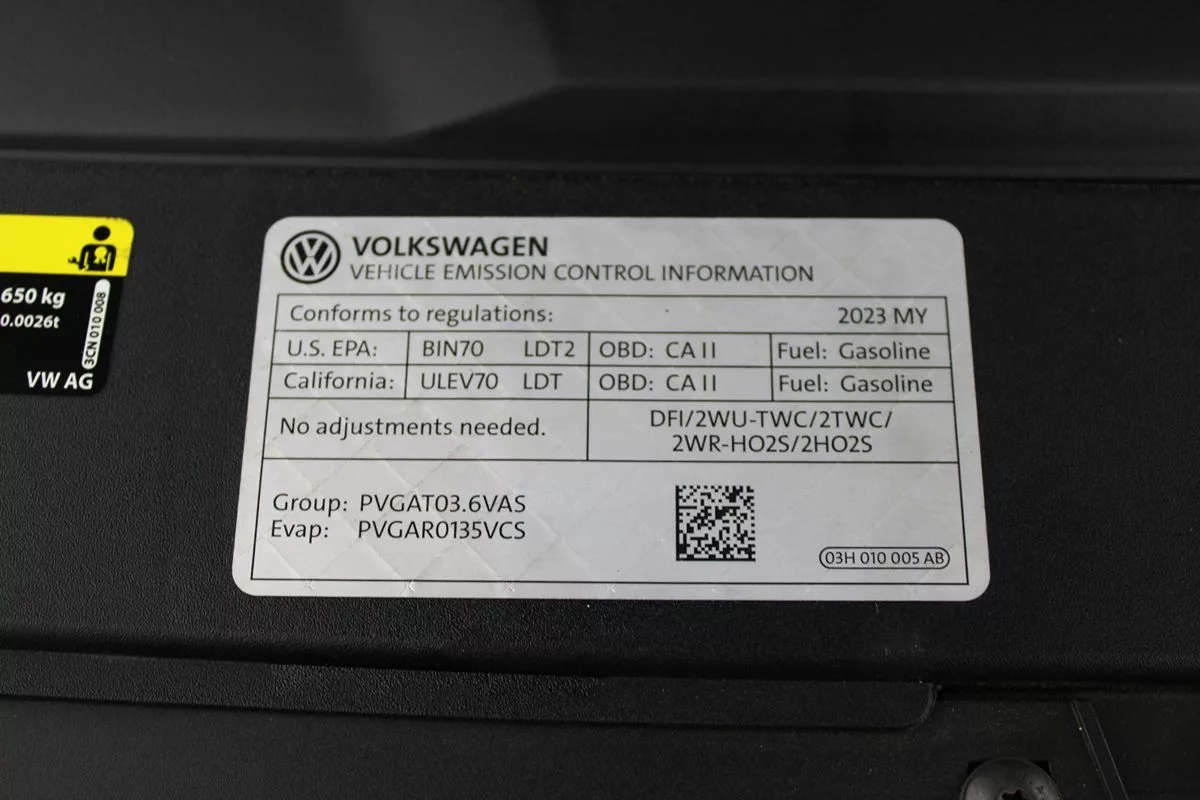 650 kg
0.0026t
3CN 010 008
VW AG
VOLKSWAGEN
VEHICLE EMISSION CONTROL INFORMATION
Conforms to regulations: 2023 MY
U.S. EPA: BIN70 LDT2 OBD: CA II Fuel: Gasoline
California: ULEV70 LDT OBD: CA II Fuel: Gasoline
No adjustments needed.
DFI/2WU-TWC/2TWC/
2WR-HO2S/2HO2S
Group: PVGAT03.6VAS
Evap: PVGAR0135VCS
03H 010 005 AB